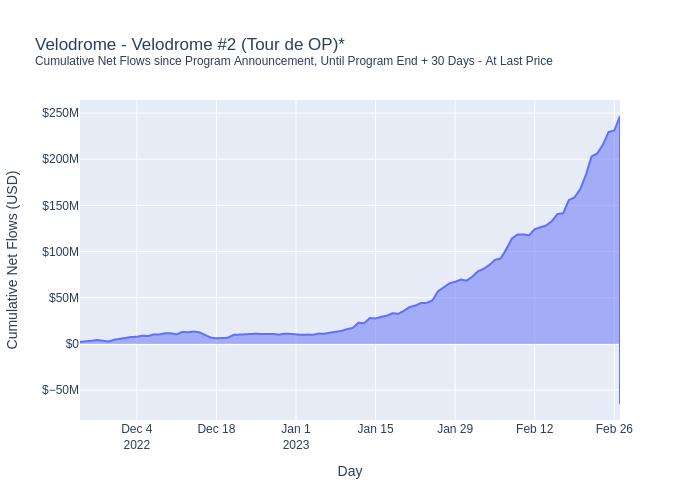 Velodrome - Velodrome #2 (Tour de OP)*
Cumulative Net Flows since Program Announcement, Until Program End + 30 Days - At Last Price
Cumulative Net Flows (USD)
$250M
$200M
$150M
$100M
$50M
$0
$−50M
Dec 4
2022
Dec 18
Jan 1
2023
Jan 15
Jan 29
Feb 12
Feb 26
Day